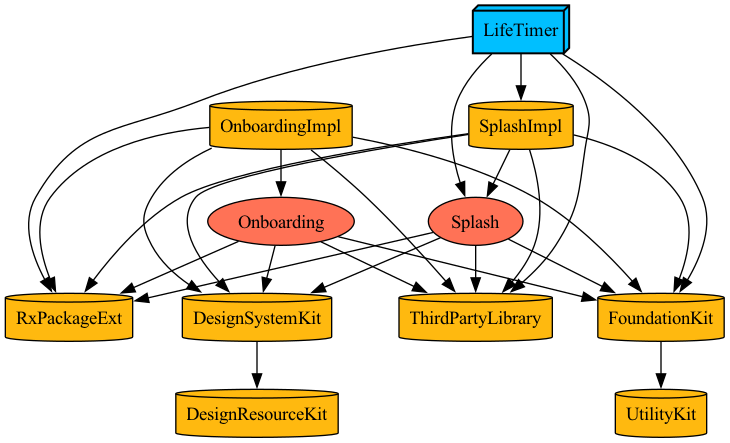 LifeTimer
OnboardingImpl
SplashImpl
Onboarding
Splash
RxPackageExt
DesignSystemKit
ThirdPartyLibrary
FoundationKit
DesignResourceKit
UtilityKit